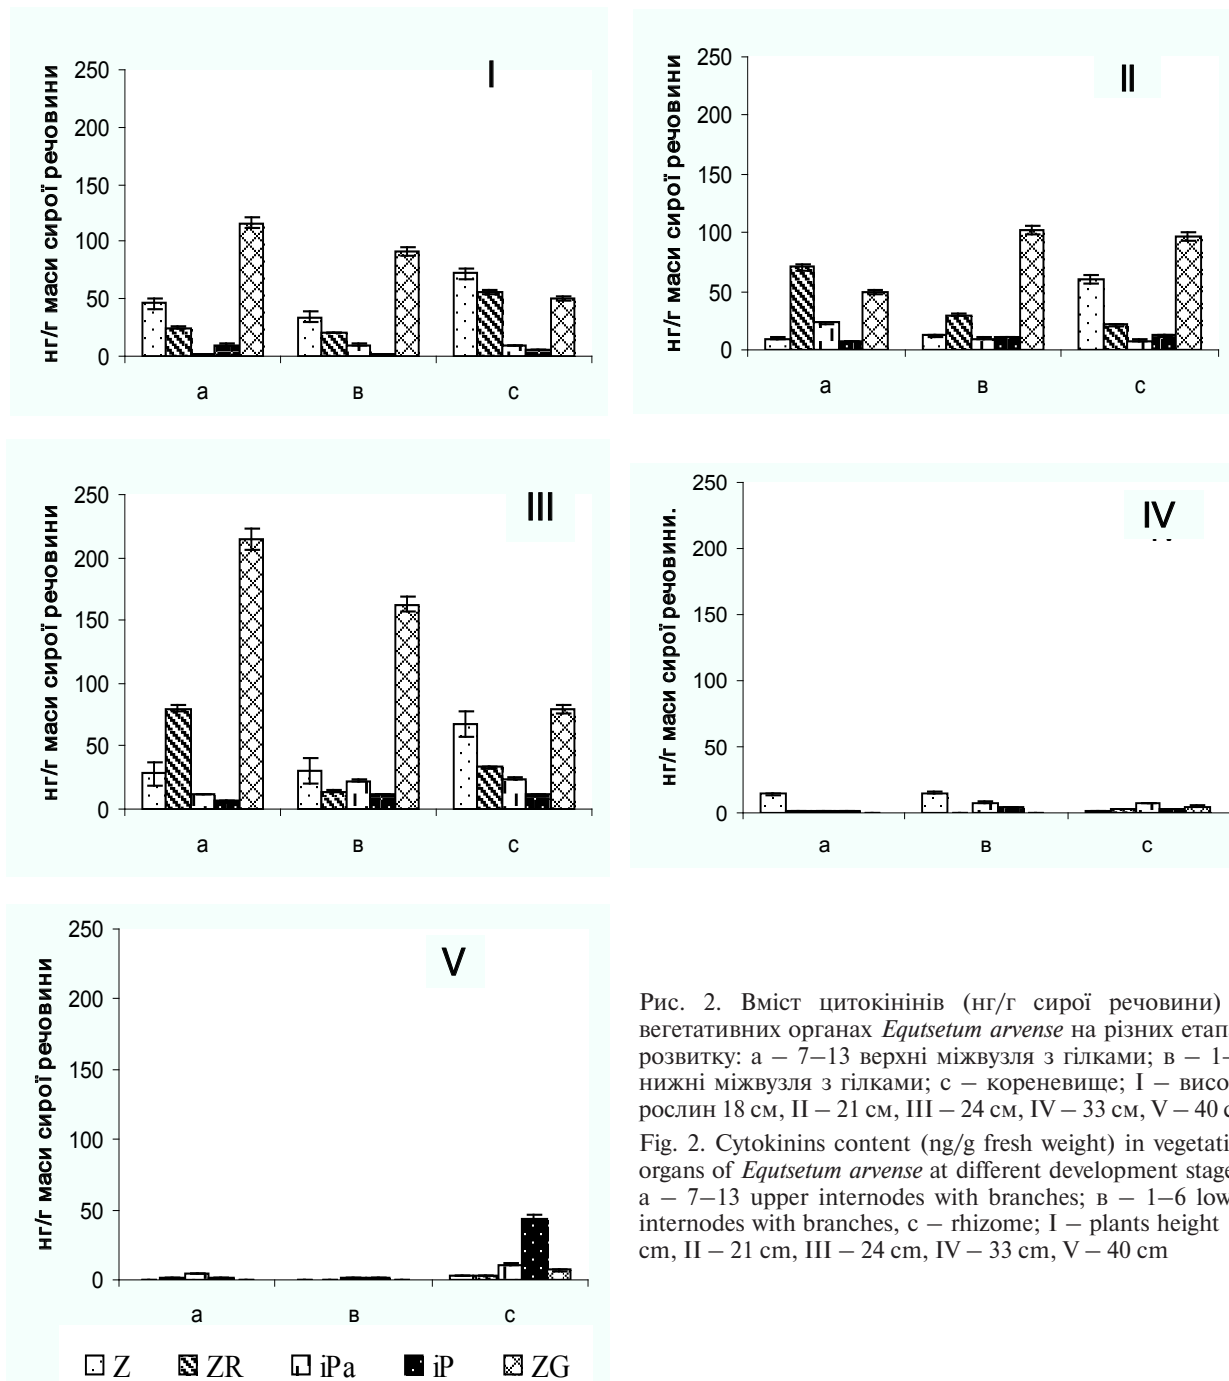 I
нг/г маси сирої речовини
250
200
150
100
50
0
а
в
с
II
нг/г маси сирої речовини
250
200
150
100
50
0
а
в
с
III
нг/г маси сирої речовини
250
200
150
100
50
0
а
в
с
IV
нг/г маси сирої речовини.
250
200
150
100
50
0
а
в
с
V
нг/г маси сирої речовини
250
200
150
100
50
0
а
в
с
Z ZR iPa iP ZG
Рис. 2. Вміст цитокінінів (нг/г сирої речовини)
вегетативних органах Equtsetum arvense на різних
розвитку: а – 7–13 верхні міжвузля з гілками; в –
нижні міжвузля з гілками; с – кореневище; I –
рослин 18 см, II – 21 см, III – 24 см, IV – 33 см, V – 40
Fig. 2. Cytokinins content (ng/g fresh weight) in
organs of Equtsetum arvense at different development
a – 7–13 upper internodes with branches; в – 1–6
internodes with branches, c – rhizome; I – plants height
cm, II – 21 cm, III – 24 cm, IV – 33 cm, V – 40 cm